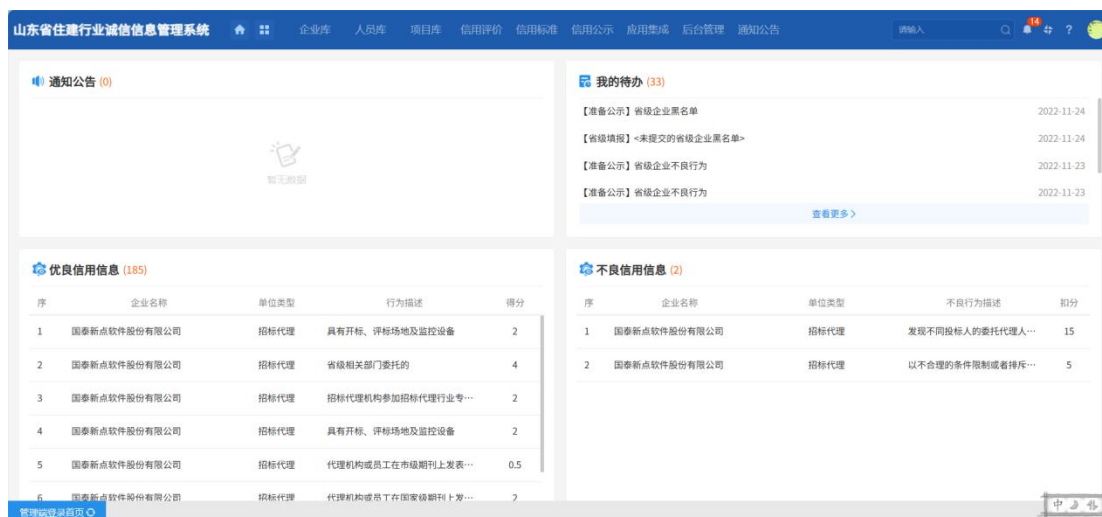 山东省住建行业诚信信息管理系统 企业库 人员库 项目库 信用评价 信用标准 信用公示 应用集成 后台管理 通知公告 请输入 14 ?
通知公告 (0)
暂无数据
我的待办 (33)
【准备公示】省级企业黑名单 2022-11-24
【省级填报】<未提交的省级企业黑名单> 2022-11-24
【准备公示】省级企业不良行为 2022-11-23
【准备公示】省级企业不良行为 2022-11-23
查看更多 >
优良信用信息 (185)
序 企业名称 单位类型 行为描述 得分
1 国泰新点软件股份有限公司 招标代理 具有开标、评标场地及监控设备 2
2 国泰新点软件股份有限公司 招标代理 省级相关部门委托的 4
3 国泰新点软件股份有限公司 招标代理 招标代理机构参加招标代理行业专… 2
4 国泰新点软件股份有限公司 招标代理 具有开标、评标场地及监控设备 2
5 国泰新点软件股份有限公司 招标代理 代理机构或员工在市级期刊上发表… 0.5
6 国泰新点软件股份有限公司 招标代理 代理机构或员工在国家级期刊上发… 2
不良信用信息 (2)
序 企业名称 单位类型 不良行为描述 扣分
1 国泰新点软件股份有限公司 招标代理 发现不同投标人的委托代理人… 15
2 国泰新点软件股份有限公司 招标代理 以不合理的条件限制或者排斥… 5
管理端登录首页
中